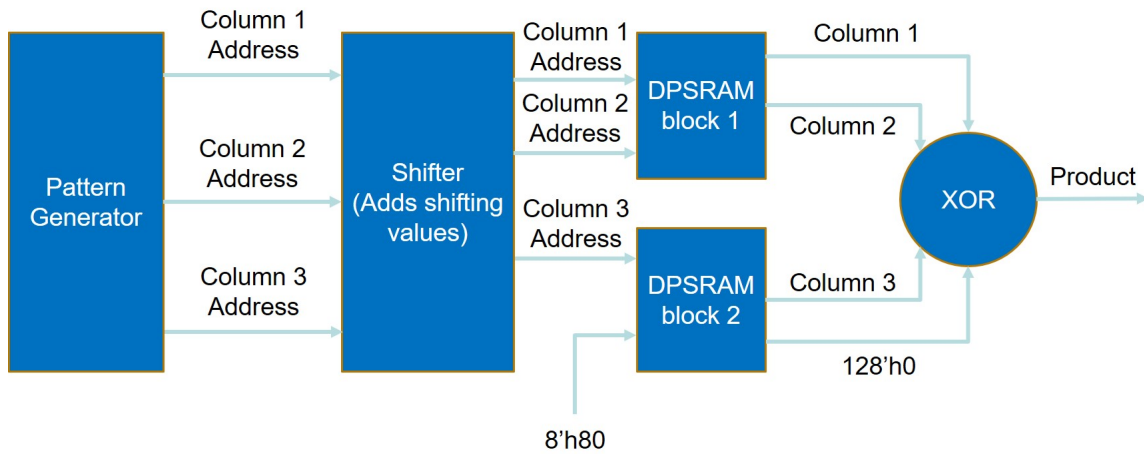 Column 1
Address
Column 2
Address
Column 3
Address
Pattern
Generator
Shifter
(Adds shifting
values)
Column 1
Address
Column 2
Address
Column 3
Address
DPSRAM
block 1
DPSRAM
block 2
8’h80
Column 1
Column 2
Column 3
128’h0
XOR
Product